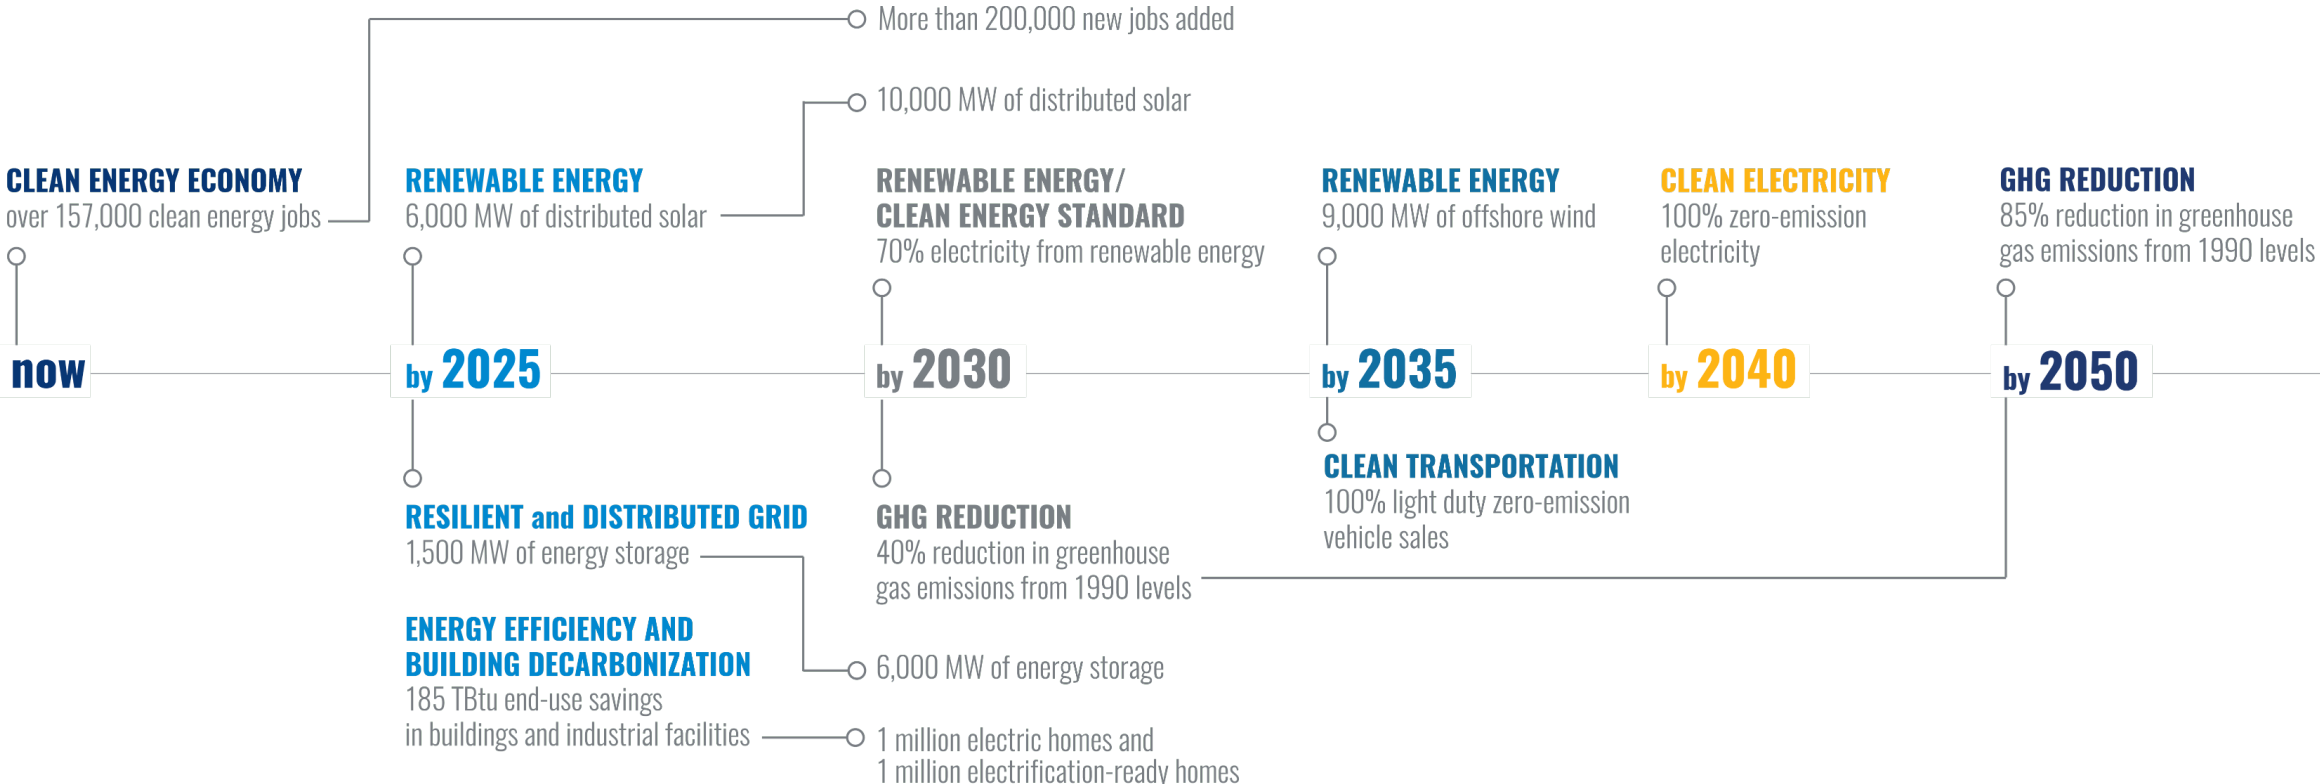 More than 200,000 new jobs added
10,000 MW of distributed solar
CLEAN ENERGY ECONOMY
over 157,000 clean energy jobs
RENEWABLE ENERGY
6,000 MW of distributed solar
RENEWABLE ENERGY/
CLEAN ENERGY STANDARD
70% electricity from renewable energy
RENEWABLE ENERGY
9,000 MW of offshore wind
CLEAN ELECTRICITY
100% zero-emission
electricity
GHG REDUCTION
85% reduction in greenhouse
gas emissions from 1990 levels
now
by 2025
by 2030
by 2035
by 2040
by 2050
RESILIENT and DISTRIBUTED GRID
1,500 MW of energy storage
ENERGY EFFICIENCY AND
BUILDING DECARBONIZATION
185 TBtu end-use savings
in buildings and industrial facilities
GHG REDUCTION
40% reduction in greenhouse
gas emissions from 1990 levels
6,000 MW of energy storage
1 million electric homes and
1 million electrification-ready homes
CLEAN TRANSPORTATION
100% light duty zero-emission
vehicle sales